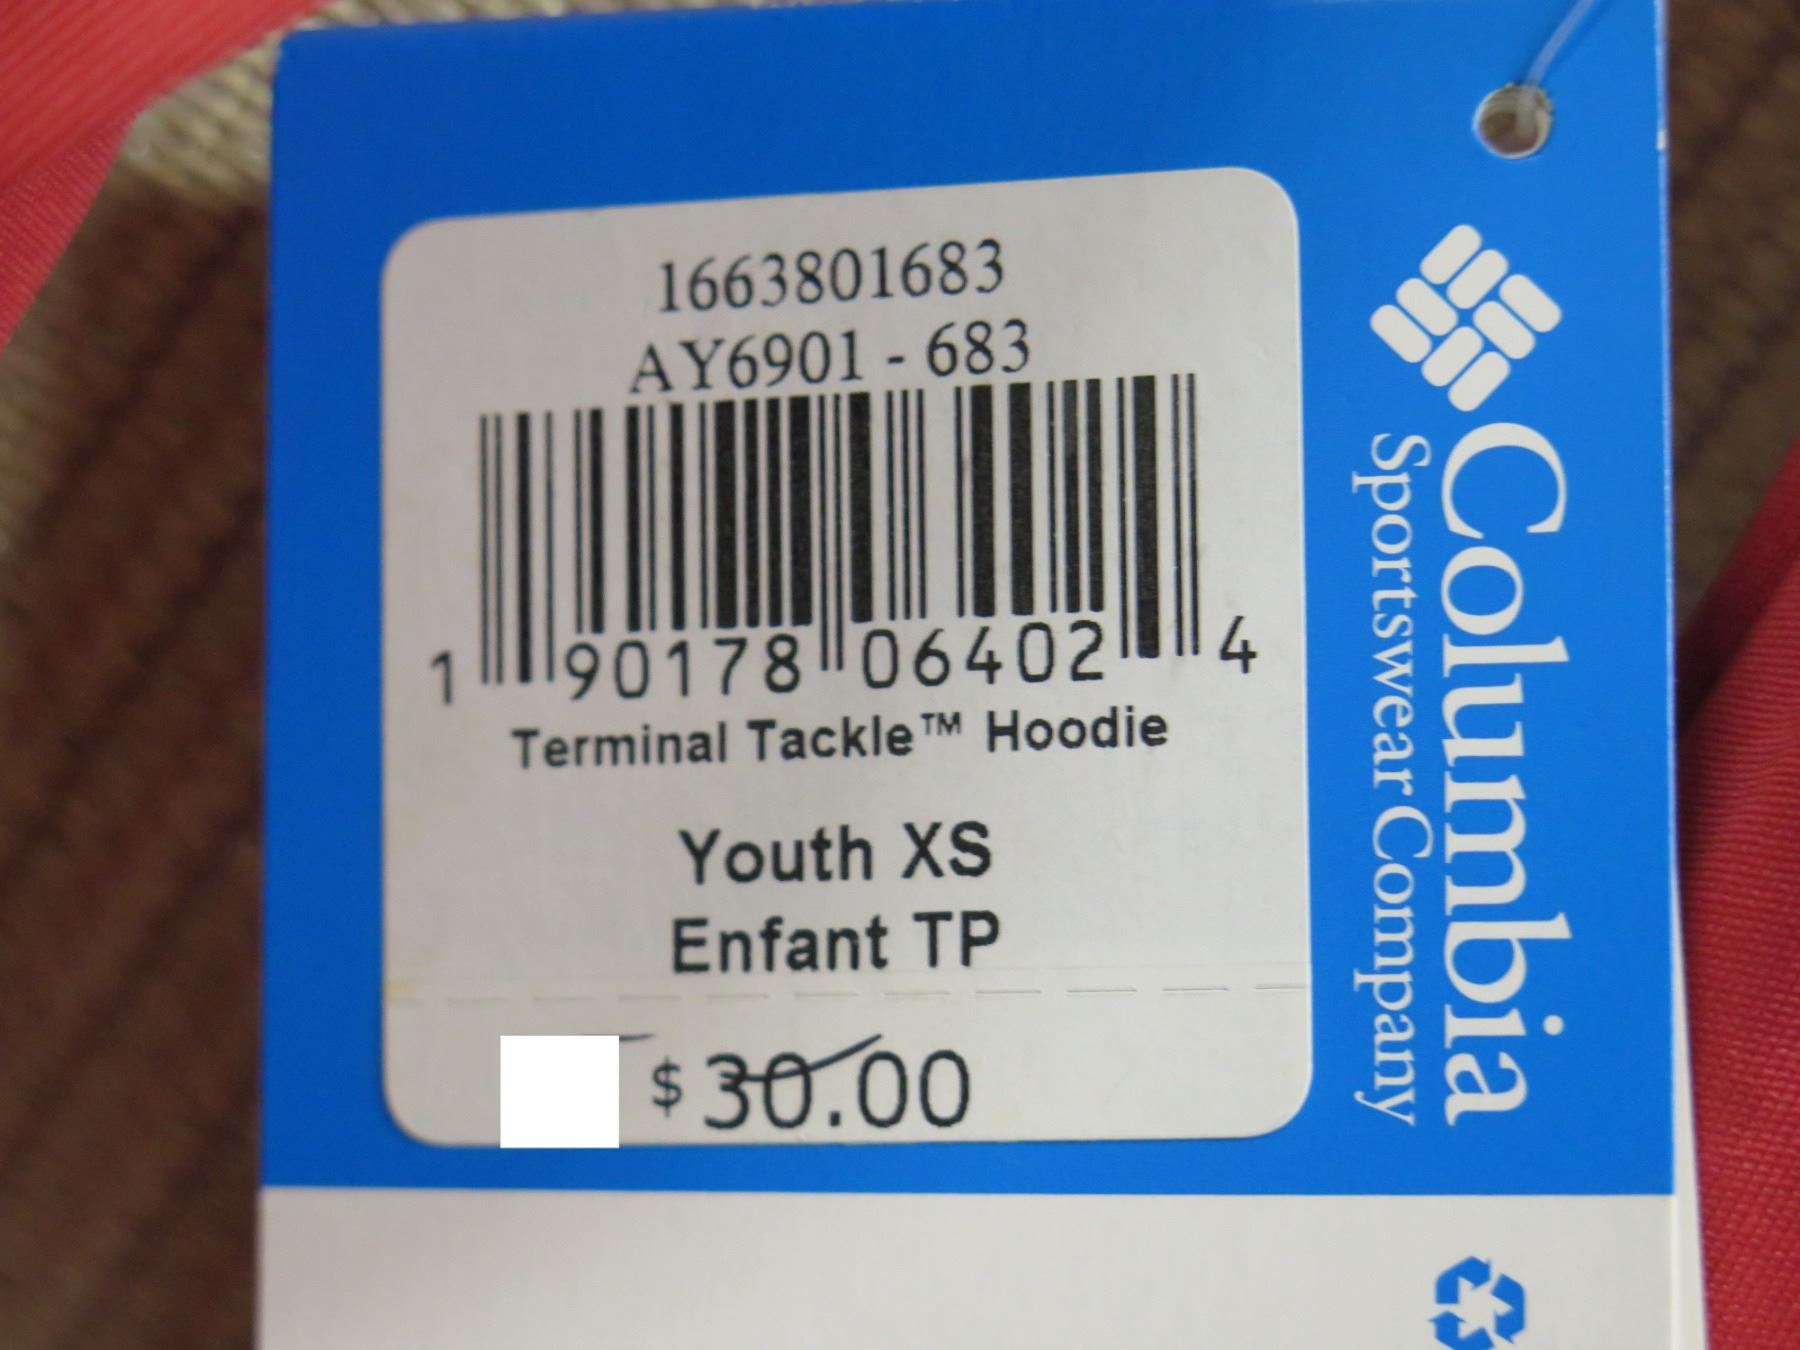 1663801683
AY6901 - 683
1 90178 06402 4
Terminal Tackle™ Hoodie
Youth XS
Enfant TP
$30.00
Columbia
Sportswear Company